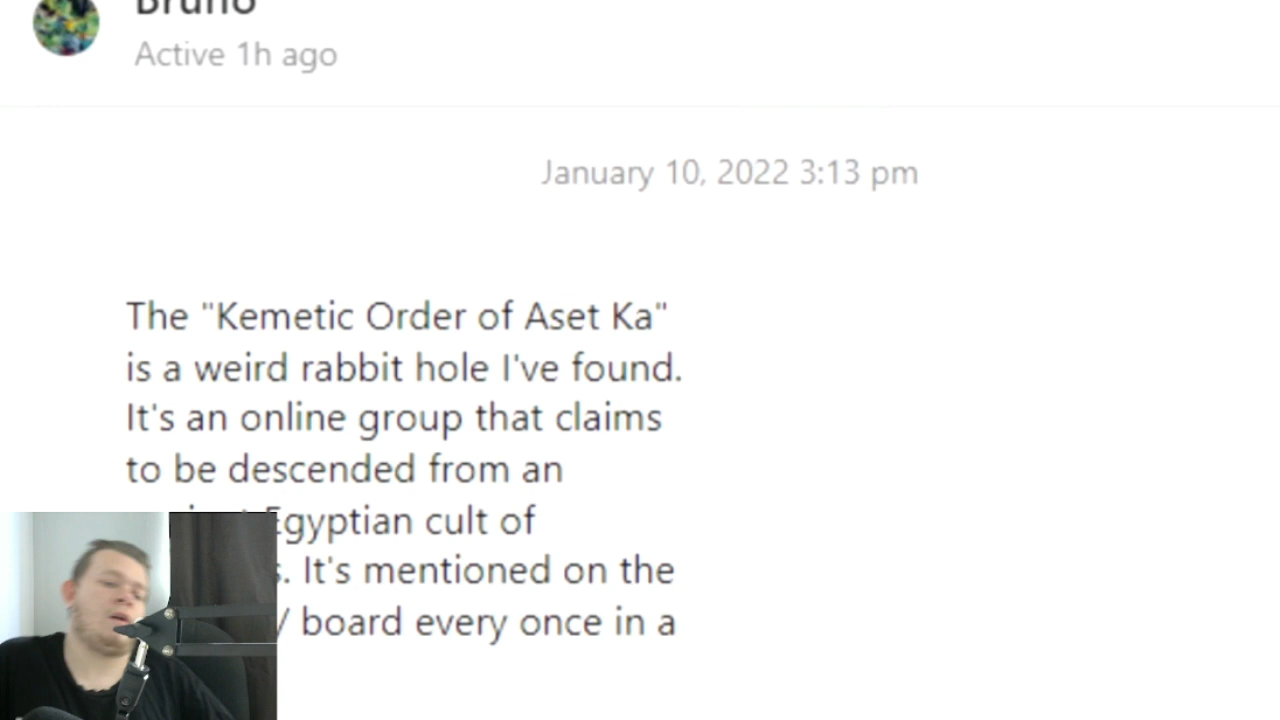 Bruno
Active 1h ago
January 10, 2022 3:13 pm
The "Kemetic Order of Aset Ka"
is a weird rabbit hole I've found.
It's an online group that claims
to be descended from an
Egyptian cult of
It's mentioned on the
/ board every once in a